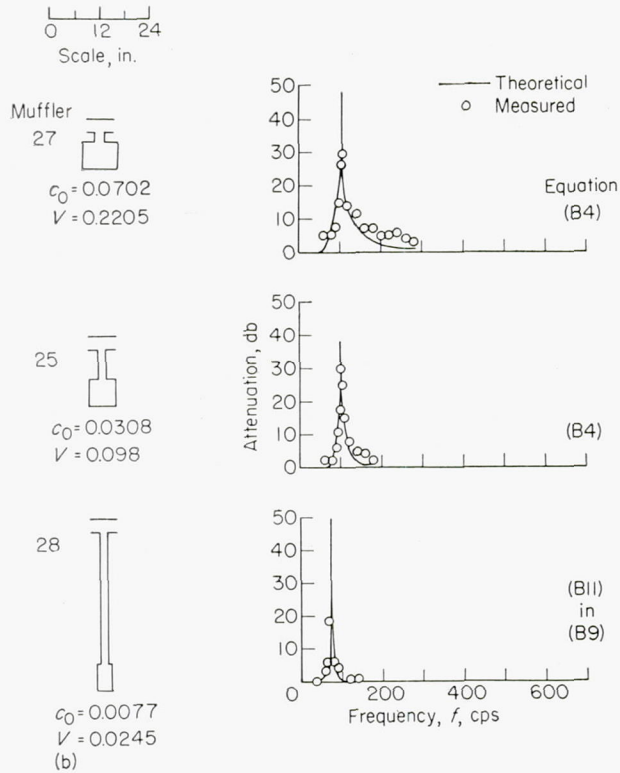 0 12 24
Scale, in.
Muffler
27
c₀ = 0.0702
V = 0.2205
50
40
30
20
10
0
Theoretical
Measured
Equation
(B4)
25
c₀ = 0.0308
V = 0.098
Attenuation, db
50
40
30
20
10
0
(B4)
28
c₀ = 0.0077
V = 0.0245
(b)
50
40
30
20
10
0 200 400 600
Frequency, f, cps
(B11)
in
(B9)